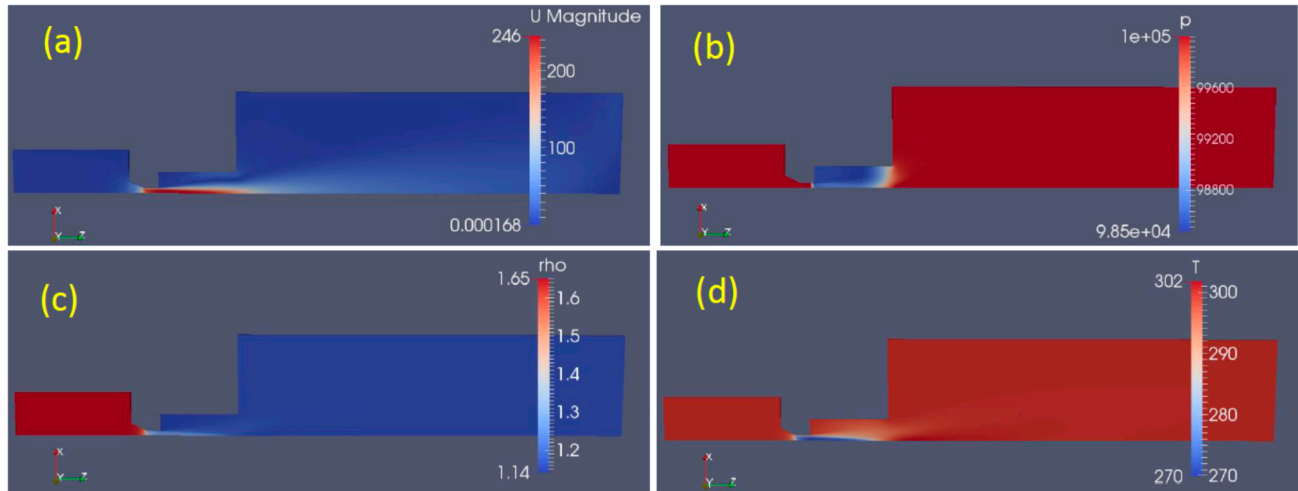 (a)
U Magnitude
246
200
100
0.000168
X
Y
Z
(b)
p
1e+05
99600
99200
98800
9.85e+04
X
Y
Z
(c)
rho
1.65
1.6
1.5
1.4
1.3
1.2
1.14
X
Y
Z
(d)
T
302
300
290
280
270
270
X
Y
Z